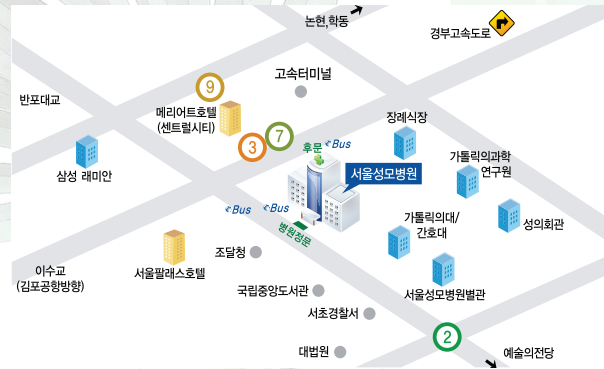 논현,학동
경부고속도로
고속터미널
반포대교
9
메리어트호텔
(센트럴시티)
장례식장
7
3
후문
Bus
가톨릭의과학
연구원
삼성 래미안
서울성모병원
Bus
Bus
병원정문
가톨릭의대/
간호대
성의회관
조달청
이수교
(김포공항방향)
서울팔래스호텔
국립중앙도서관
서울성모병원별관
서초경찰서
2
대법원
예술의전당